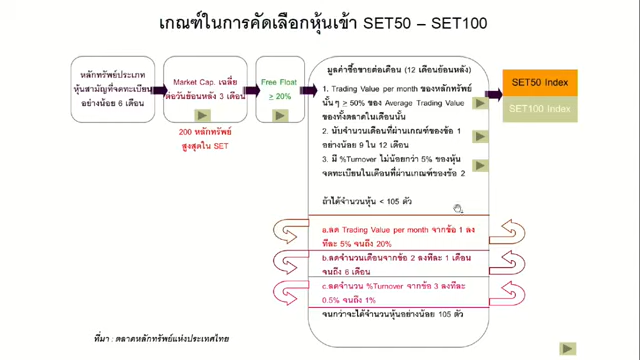 เกณฑ์ในการคัดเลือกหุ้นเข้า SET50 – SET100
หลักทรัพย์ประเภท
หุ้นสามัญที่จดทะเบียน
อย่างน้อย 6 เดือน
Market Cap. เฉลี่ย
ต่อวันย้อนหลัง 3 เดือน
200 หลักทรัพย์
สูงสุดใน SET
Free Float
≥ 20%
มูลค่าซื้อขายต่อเดือน (12 เดือนย้อนหลัง)
1. Trading Value per month ของหลักทรัพย์
นั้นๆ ≥ 50% ของ Average Trading Value
ของทั้งตลาดในเดือนนั้น
2. นับจำนวนเดือนที่ผ่านเกณฑ์ของข้อ 1
อย่างน้อย 9 ใน 12 เดือน
3. มี %Turnover ไม่น้อยกว่า 5% ของหุ้น
จดทะเบียนในเดือนที่ผ่านเกณฑ์ของข้อ 2
ถ้าได้จำนวนหุ้น < 105 ตัว
a.ลด Trading Value per month จากข้อ 1 ลง
ทีละ 5% จนถึง 20%
b.ลดจำนวนเดือนจากข้อ 2 ลงทีละ 1 เดือน
จนถึง 6 เดือน
c.ลดจำนวน %Turnover จากข้อ 3 ลงทีละ
0.5% จนถึง 1%
จนกว่าจะได้จำนวนหุ้นอย่างน้อย 105 ตัว
SET50 Index
SET100 Index
ที่มา : ตลาดหลักทรัพย์แห่งประเทศไทย